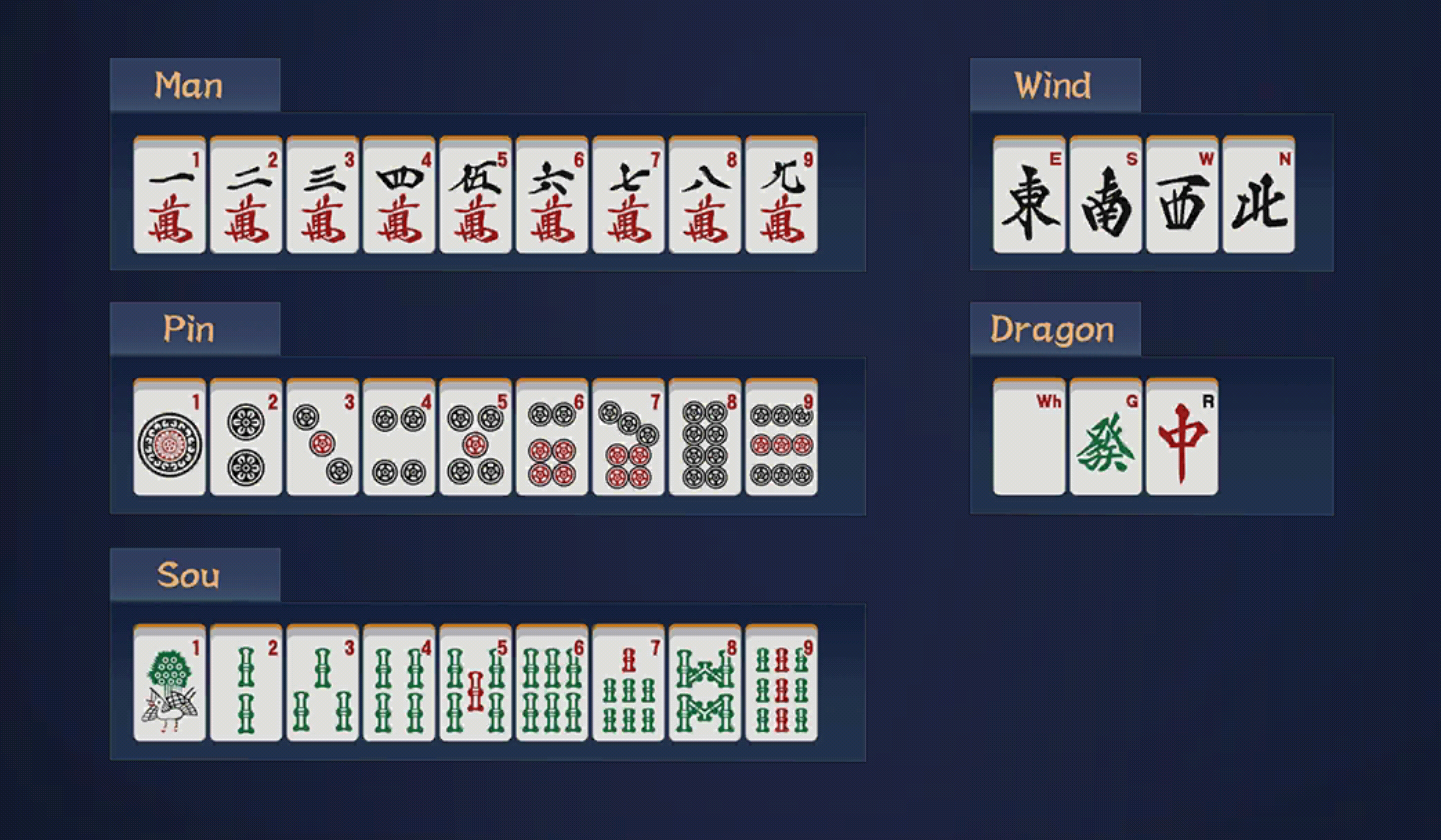 Man
1 2 3 4 5 6 7 8 9
一 二 三 四 伍 六 七 八 九
萬 萬 萬 萬 萬 萬 萬 萬 萬
Wind
E S W N
東 南 西 北
Pin
1 2 3 4 5 6 7 8 9
Dragon
Wh G R
發 中
Sou
1 2 3 4 5 6 7 8 9